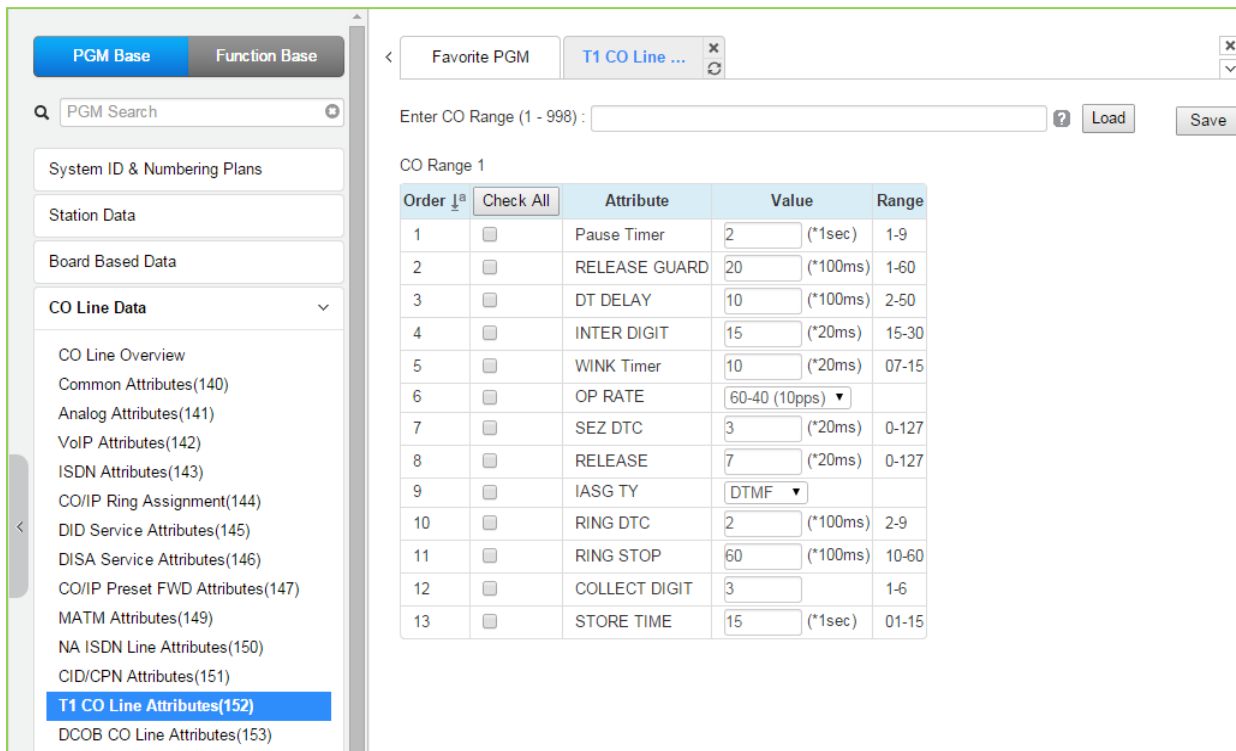 PGM Base Function Base
PGM Search
System ID & Numbering Plans
Station Data
Board Based Data
CO Line Data
CO Line Overview
Common Attributes(140)
Analog Attributes(141)
VoIP Attributes(142)
ISDN Attributes(143)
CO/IP Ring Assignment(144)
DID Service Attributes(145)
DISA Service Attributes(146)
CO/IP Preset FWD Attributes(147)
MATM Attributes(149)
NA ISDN Line Attributes(150)
CID/CPN Attributes(151)
T1 CO Line Attributes(152)
DCOB CO Line Attributes(153)
Favorite PGM T1 CO Line ...
Enter CO Range (1 - 998) : ? Load Save
CO Range 1
Order Check All Attribute Value Range
1 Pause Timer 2 (*1sec) 1-9
2 RELEASE GUARD 20 (*100ms) 1-60
3 DT DELAY 10 (*100ms) 2-50
4 INTER DIGIT 15 (*20ms) 15-30
5 WINK Timer 10 (*20ms) 07-15
6 OP RATE 60-40 (10pps)
7 SEZ DTC 3 (*20ms) 0-127
8 RELEASE 7 (*20ms) 0-127
9 IASG TY DTMF
10 RING DTC 2 (*100ms) 2-9
11 RING STOP 60 (*100ms) 10-60
12 COLLECT DIGIT 3 1-6
13 STORE TIME 15 (*1sec) 01-15